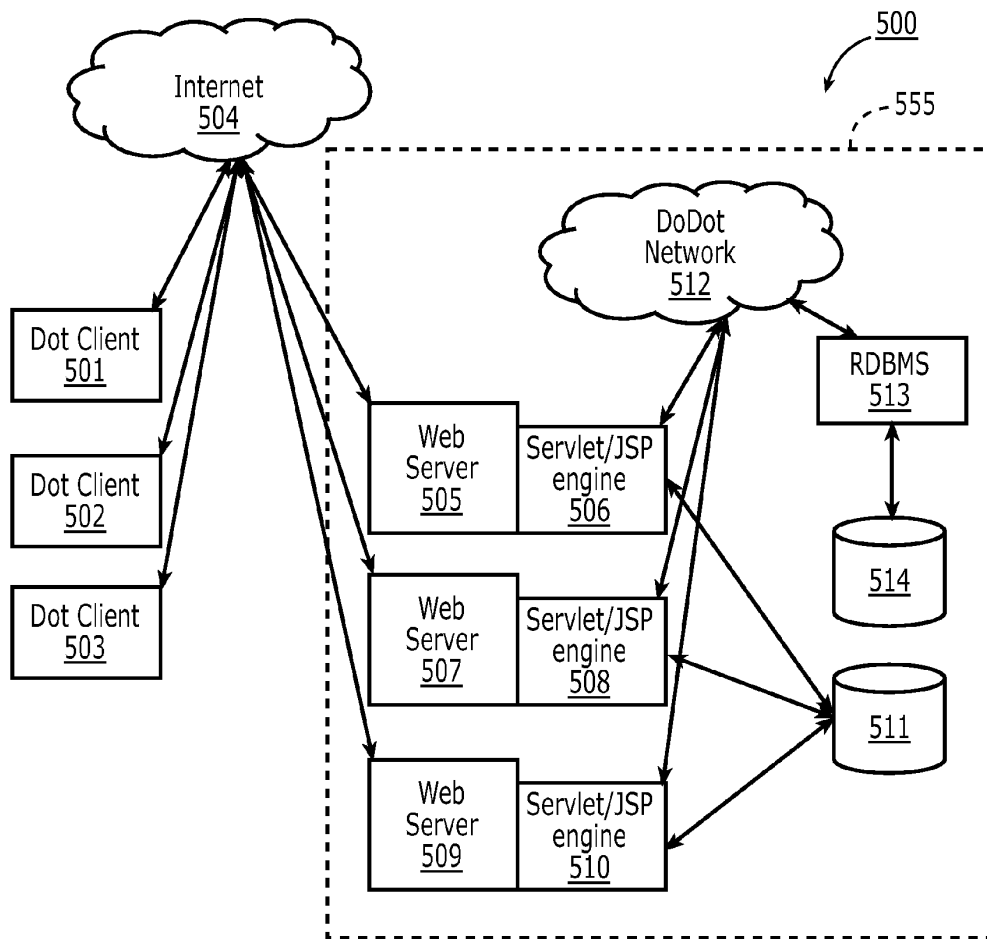 500
555
Internet
504
DoDot
Network
512
Dot Client
501
RDBMS
513
Web
Server
505
Servlet/JSP
engine
506
Dot Client
502
514
Web
Server
507
Servlet/JSP
engine
508
Dot Client
503
511
Web
Server
509
Servlet/JSP
engine
510